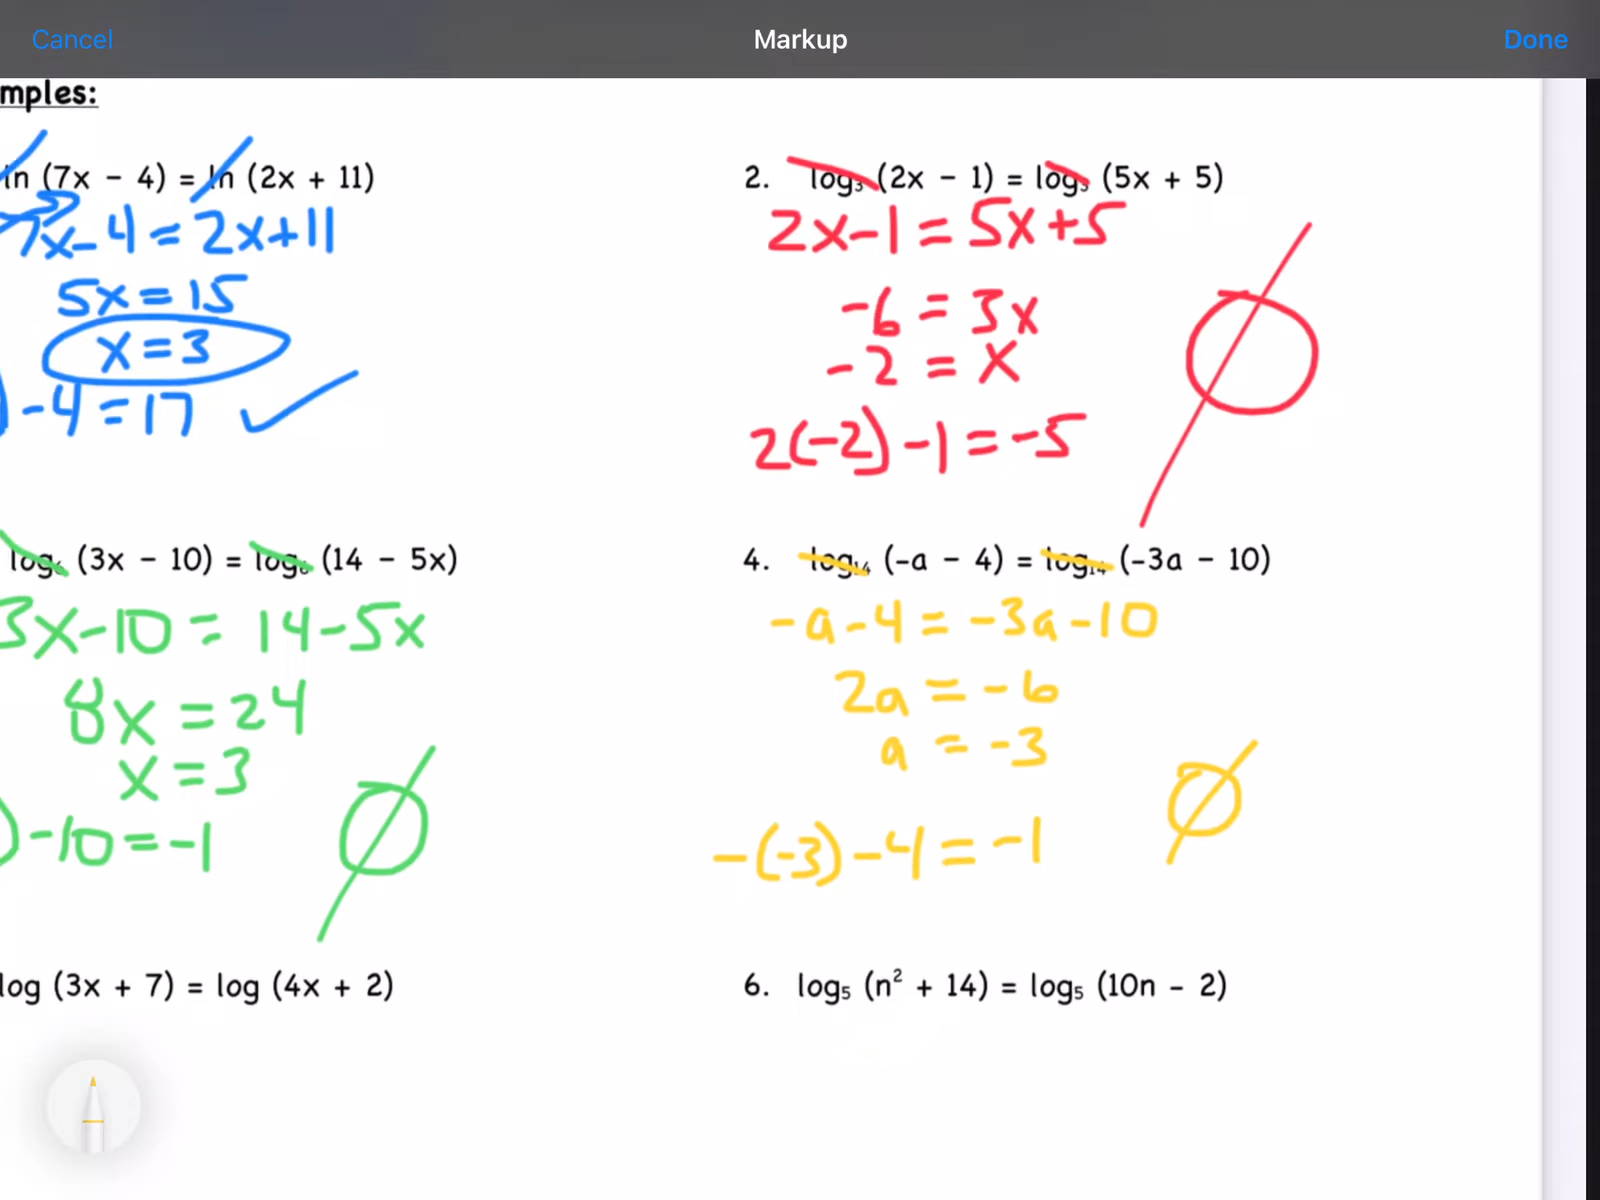 Cancel Markup Done
mples:
ln (7x - 4) = ln (2x + 11)
7x-4=2x+11
5x=15
x=3
)-4=17
2. log₃ (2x - 1) = log₃ (5x + 5)
2x-1=5x+5
-6=3x
-2=x
2(-2)-1=-5
log₆ (3x - 10) = log₆ (14 - 5x)
3x-10=14-5x
8x=24
x=3
)-10=-1
4. log₁₄ (-a - 4) = log₁₄ (-3a - 10)
-a-4=-3a-10
2a=-6
a=-3
-(-3)-4=-1
log (3x + 7) = log (4x + 2)
6. log₅ (n² + 14) = log₅ (10n - 2)